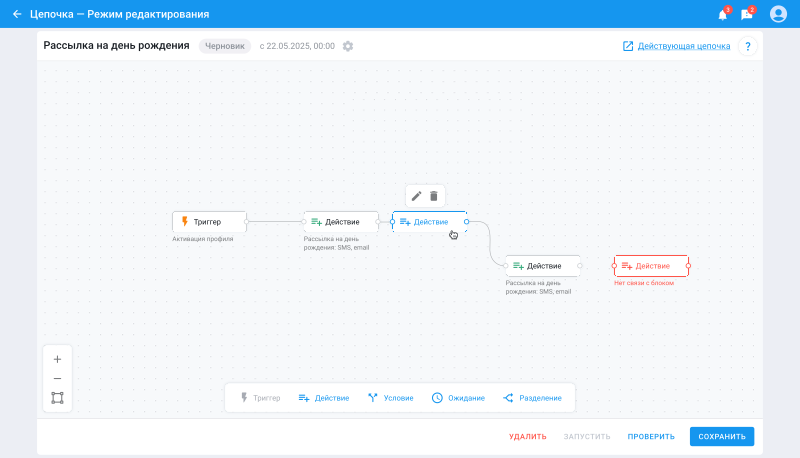 Цепочка — Режим редактирования
3
2
Рассылка на день рождения
Черновик
с 22.05.2025, 00:00
Действующая цепочка
?
Триггер
Активация профиля
Действие
Рассылка на день
рождения: SMS, email
Действие
Действие
Рассылка на день
рождения: SMS, email
Действие
Нет связи с блоком
Триггер
Действие
Условие
Ожидание
Разделение
УДАЛИТЬ
ЗАПУСТИТЬ
ПРОВЕРИТЬ
СОХРАНИТЬ